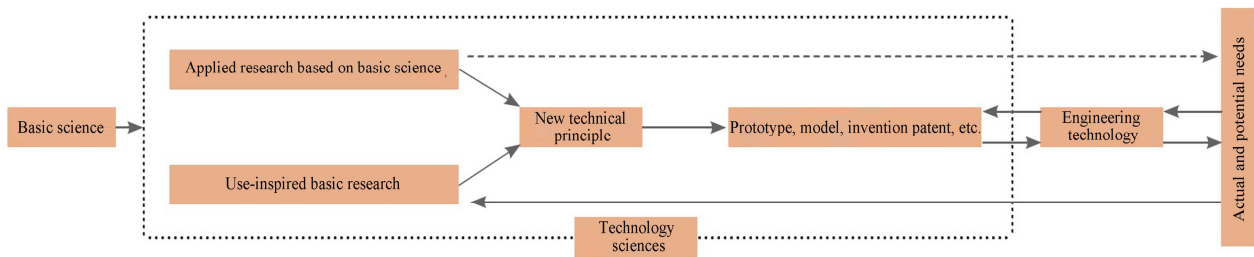 Applied research based on basic science
Basic science
New technical
principle
Prototype, model, invention patent, etc.
Engineering
technology
Actual and potential needs
Use-inspired basic research
Technology
sciences